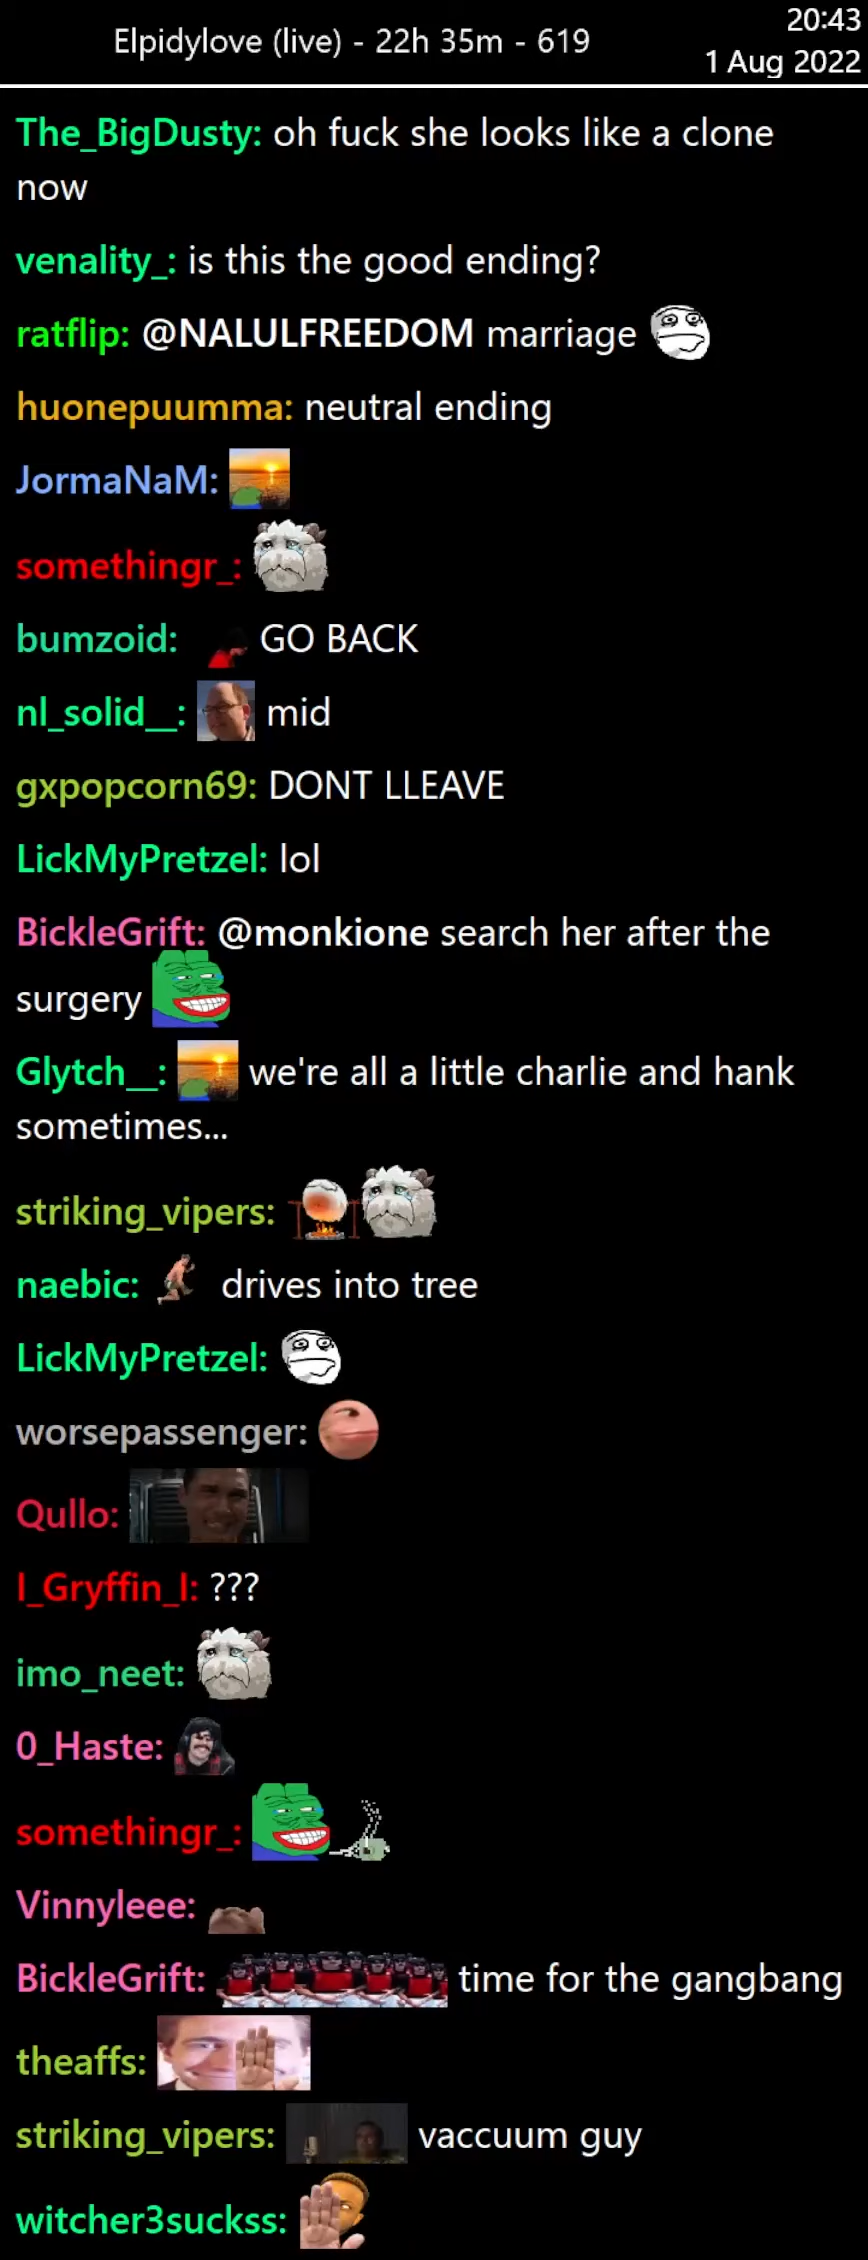 20:43
Elpidylove (live) - 22h 35m - 619
1 Aug 2022
The_BigDusty: oh fuck she looks like a clone
now
venality_: is this the good ending?
ratflip: @NALULFREEDOM marriage
huonepuumma: neutral ending
JormaNaM:
somethingr_:
bumzoid: GO BACK
nl_solid__: mid
gxpopcorn69: DONT LLEAVE
LickMyPretzel: lol
BickleGrift: @monkione search her after the
surgery
Glytch__: we're all a little charlie and hank
sometimes...
striking_vipers:
naebic: drives into tree
LickMyPretzel:
worsepassenger:
Qullo:
I_Gryffin_I: ???
imo_neet:
0_Haste:
somethingr_:
Vinnyleee:
BickleGrift: time for the gangbang
theaffs:
striking_vipers: vaccuum guy
witcher3suckss: